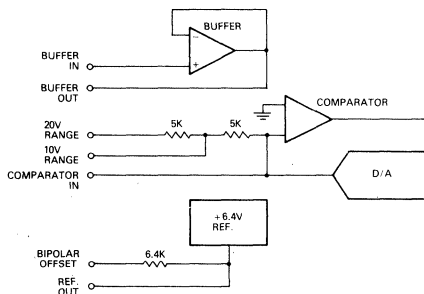 BUFFER
BUFFER
IN
BUFFER
OUT
COMPARATOR
5K
5K
20V
RANGE
10V
RANGE
COMPARATOR
IN
D/A
+6.4V
REF.
BIPOLAR
OFFSET
6.4K
REF.
OUT